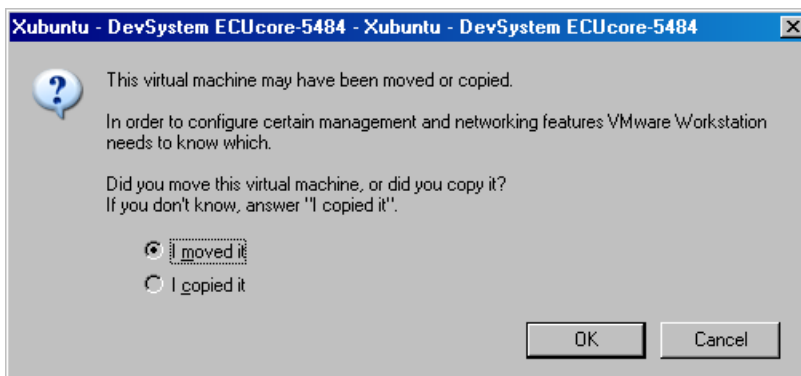 Xubuntu - DevSystem ECUcore-5484 - Xubuntu - DevSystem ECUcore-5484
This virtual machine may have been moved or copied.
In order to configure certain management and networking features VMware Workstation
needs to know which.
Did you move this virtual machine, or did you copy it?
If you don't know, answer "I copied it".
I moved it
I copied it
OK
Cancel